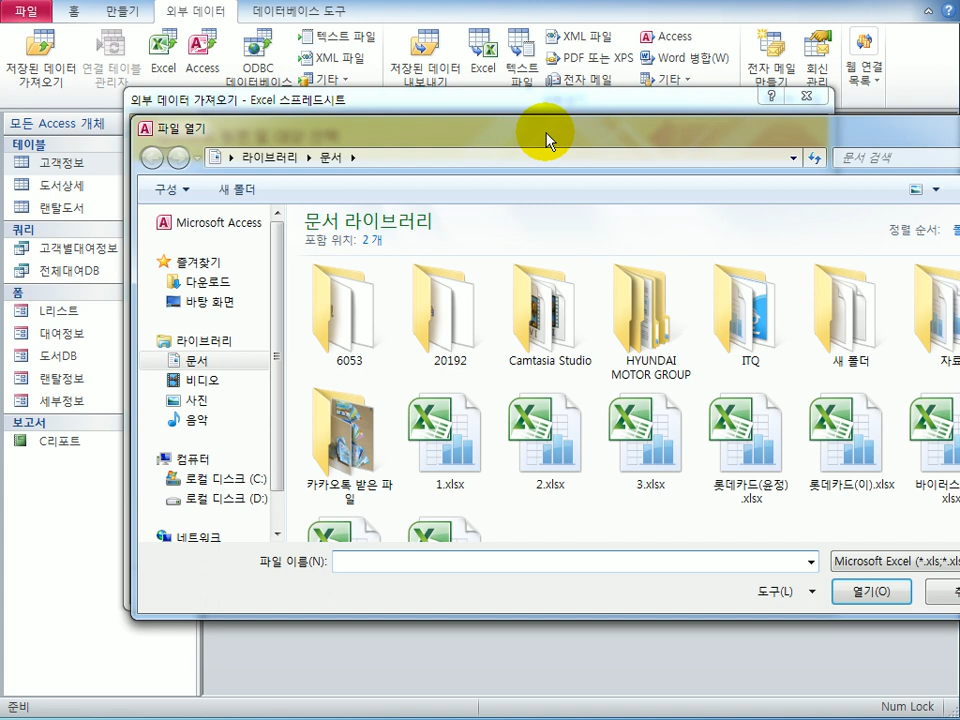 파일 홈 만들기 외부 데이터 데이터베이스 도구
저장된 데이터 가져오기
연결 테이블 관리자
Excel
Access
ODBC 데이터베이스
텍스트 파일
XML 파일
기타
저장된 데이터 내보내기
Excel
텍스트 파일
XML 파일
PDF 또는 XPS
전자 메일
Access
Word 병합(W)
기타
전자 메일 만들기
회신 관리
웹 연결 목록
외부 데이터 가져오기 - Excel 스프레드시트
모든 Access 개체
테이블
고객정보
도서상세
랜탈도서
쿼리
고객별대여정보
전체대여DB
폼
L리스트
대여정보
도서DB
랜탈정보
세부정보
보고서
C리포트
파일 열기
라이브러리 문서
문서 검색
구성 새 폴더
Microsoft Access
즐겨찾기
다운로드
바탕 화면
라이브러리
문서
비디오
사진
음악
컴퓨터
로컬 디스크 (C:)
로컬 디스크 (D:)
네트워크
문서 라이브러리
포함 위치: 2 개
정렬 순서:
6053
20192
Camtasia Studio
HYUNDAI MOTOR GROUP
ITQ
새 폴더
자료
카카오톡 받은 파일
1.xlsx
2.xlsx
3.xlsx
롯데카드(윤정).xlsx
롯데카드(이).xlsx
바이러스
xlsx
파일 이름(N):
Microsoft Excel (*.xls;*.xls
도구(L)
열기(O)
준비
Num Lock